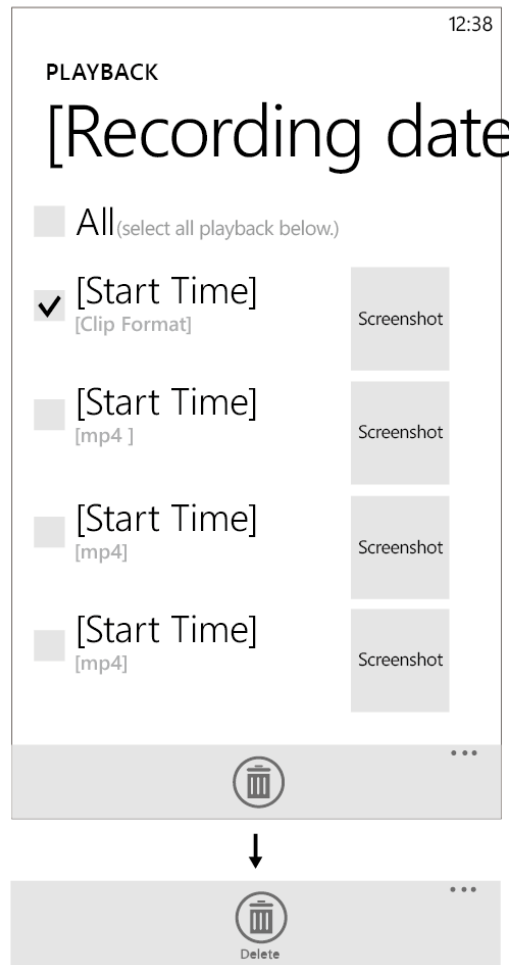 12:38
PLAYBACK
[Recording date
All(select all playback below.)
[Start Time]
[Clip Format]
Screenshot
[Start Time]
[mp4 ]
Screenshot
[Start Time]
[mp4]
Screenshot
[Start Time]
[mp4]
Screenshot
Delete